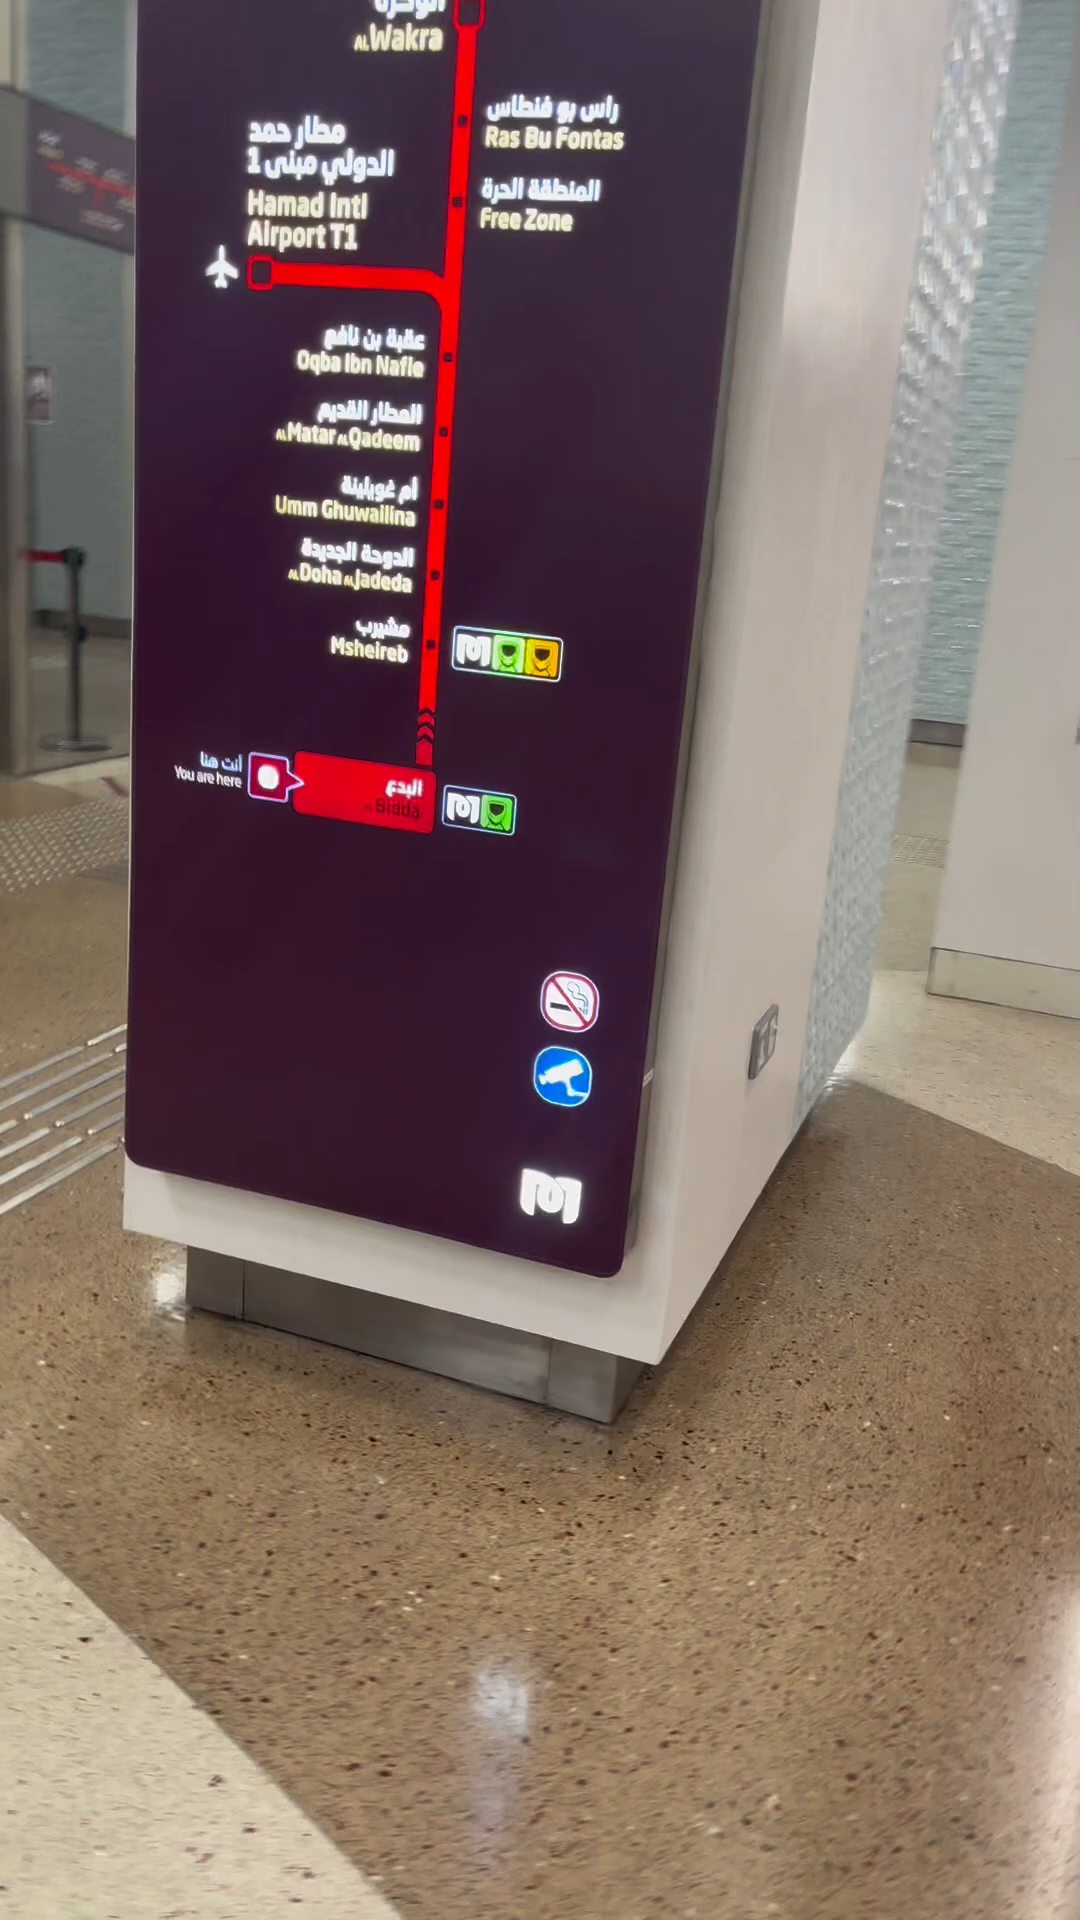 الوكرة
AL Wakra
راس بو فنطاس
Ras Bu Fontas
مطار حمد
الدولي مبنى 1
Hamad Intl
Airport T1
المنطقة الحرة
Free Zone
عقبة بن نافع
Oqba Ibn Nafie
المطار القديم
AL Matar AL Qadeem
أم غويلينة
Umm Ghuwailina
الدوحة الجديدة
AL Doha AL Jadeda
مشيرب
Msheireb
أنت هنا
You are here
البدع
AL Bidda